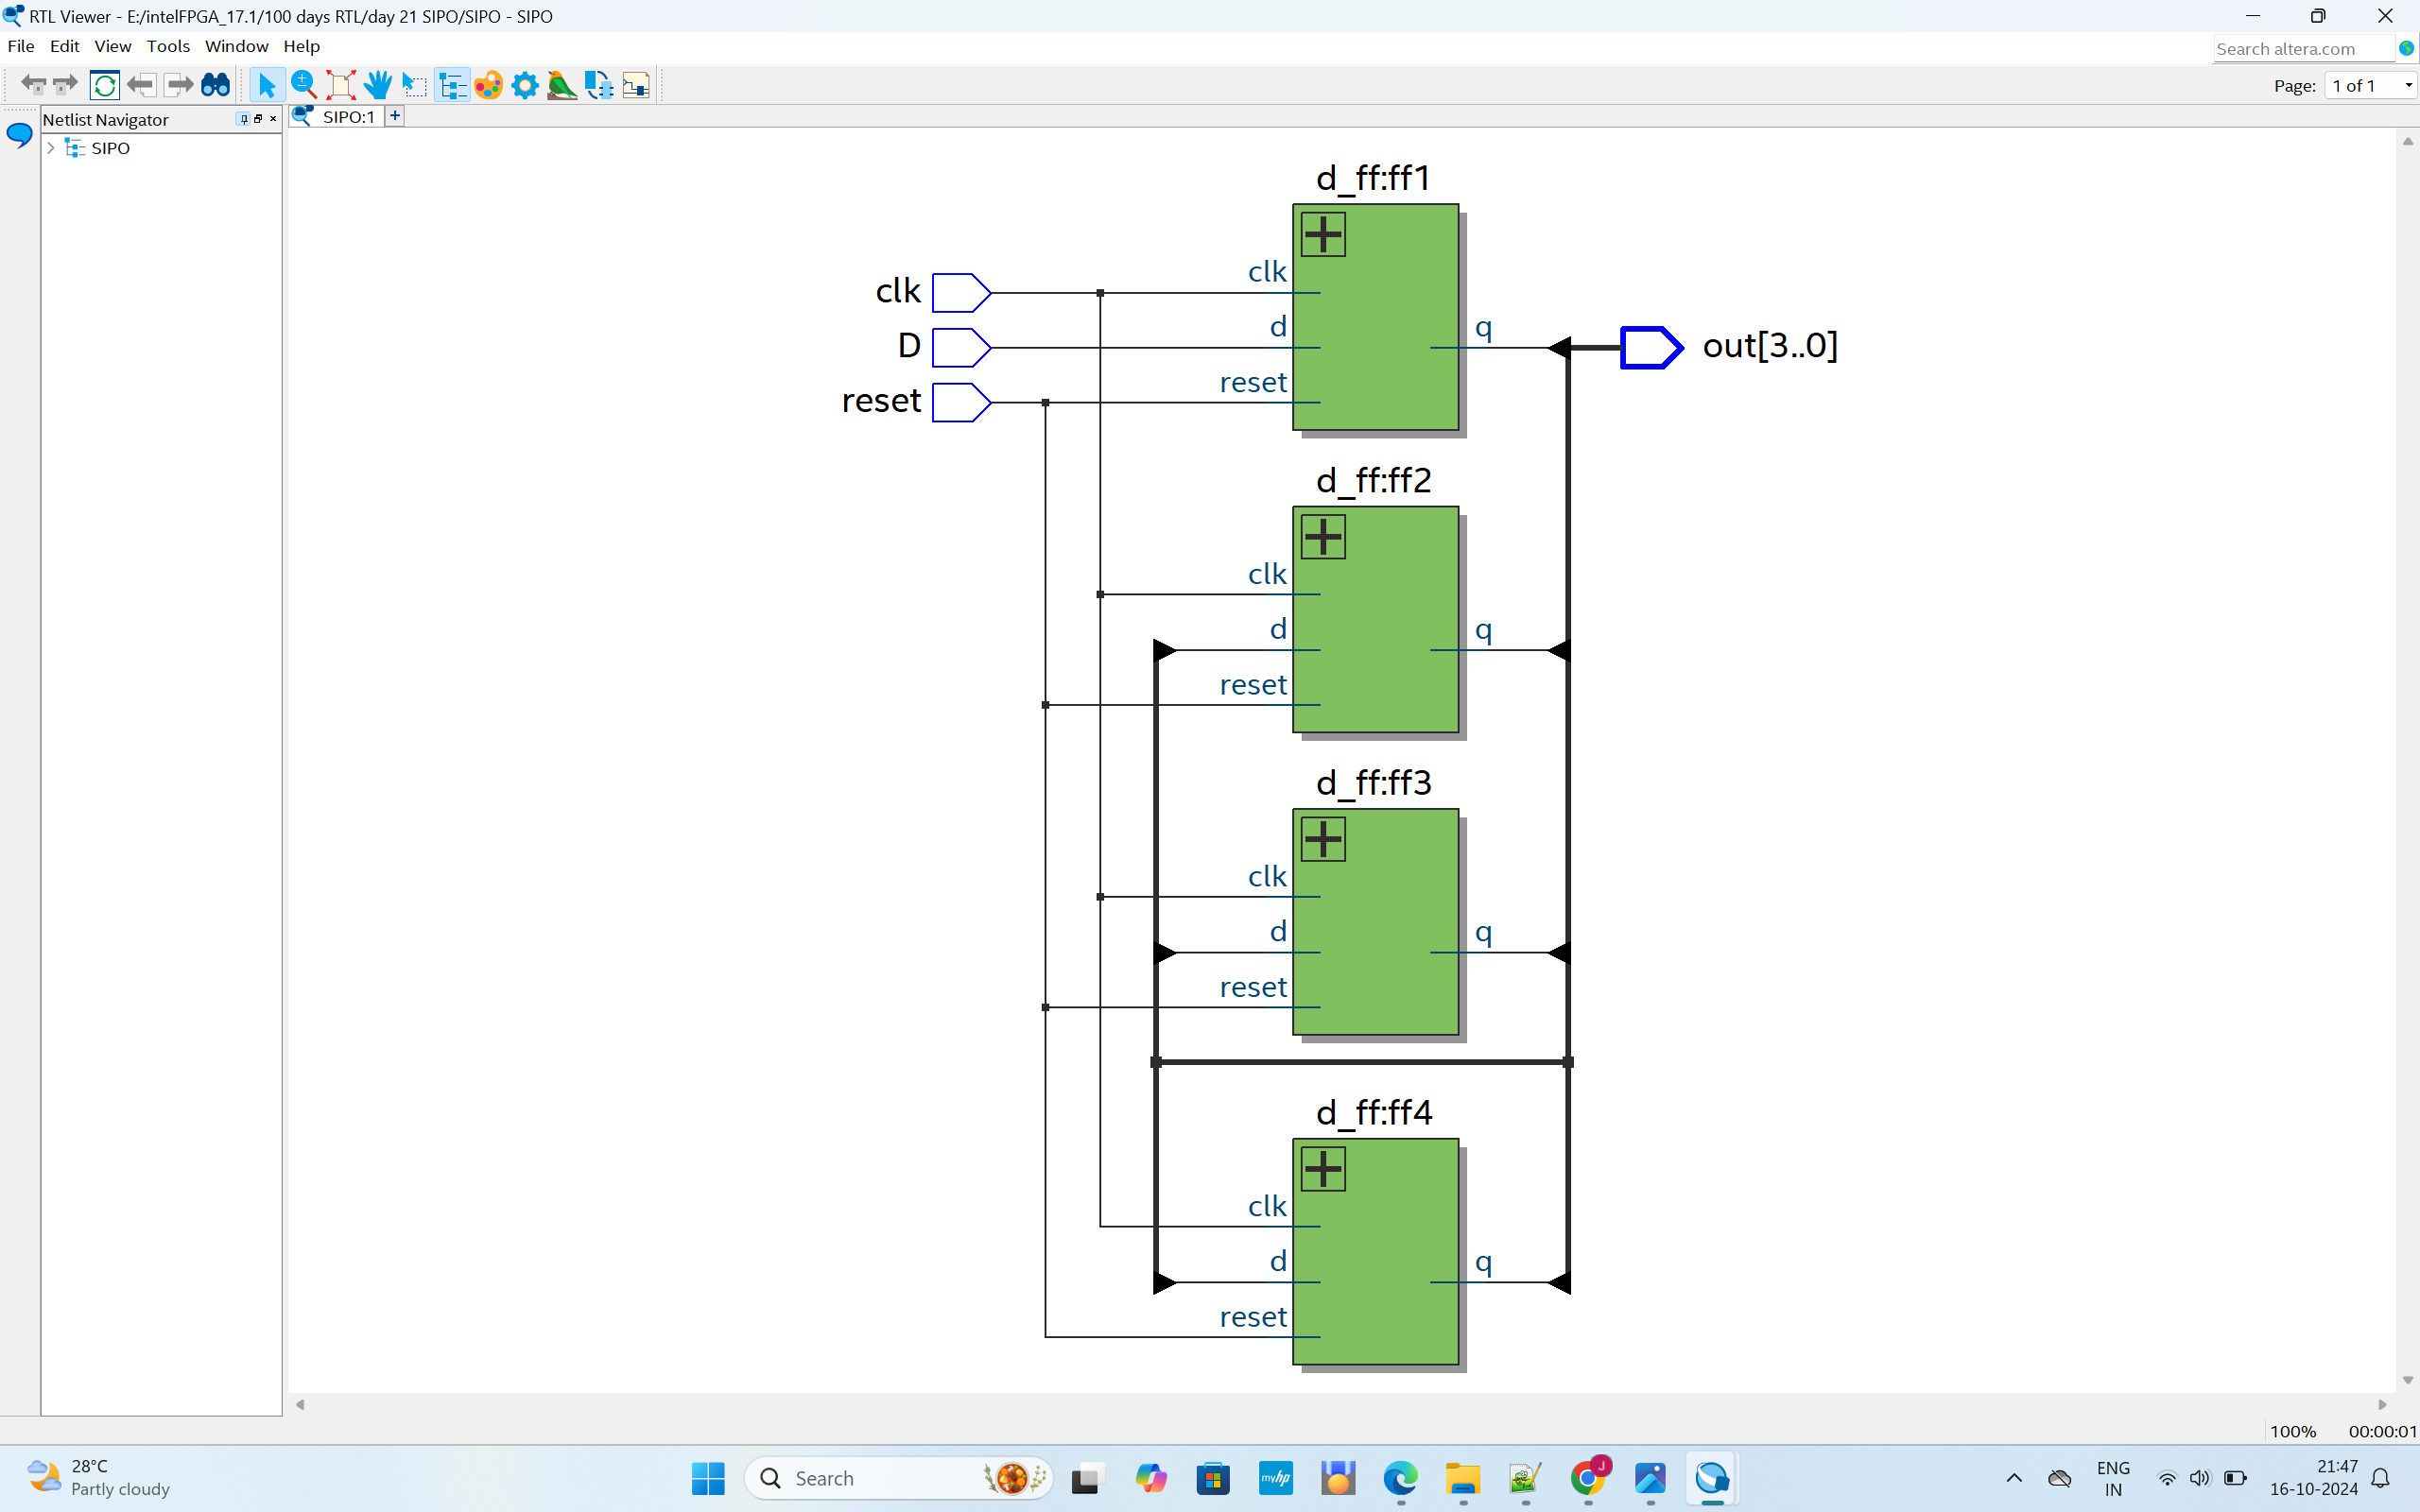 RTL Viewer - E:/intelFPGA_17.1/100 days RTL/day 21 SIPO/SIPO - SIPO
File Edit View Tools Window Help
Search altera.com
Page: 1 of 1
Netlist Navigator
SIPO:1
SIPO
d_ff:ff1
clk
clk
D
d
q
out[3..0]
reset
reset
d_ff:ff2
clk
d
q
reset
d_ff:ff3
clk
d
q
reset
d_ff:ff4
clk
d
q
reset
100% 00:00:01
28°C
Partly cloudy
Search
myhp
J
ENG
IN
21:47
16-10-2024